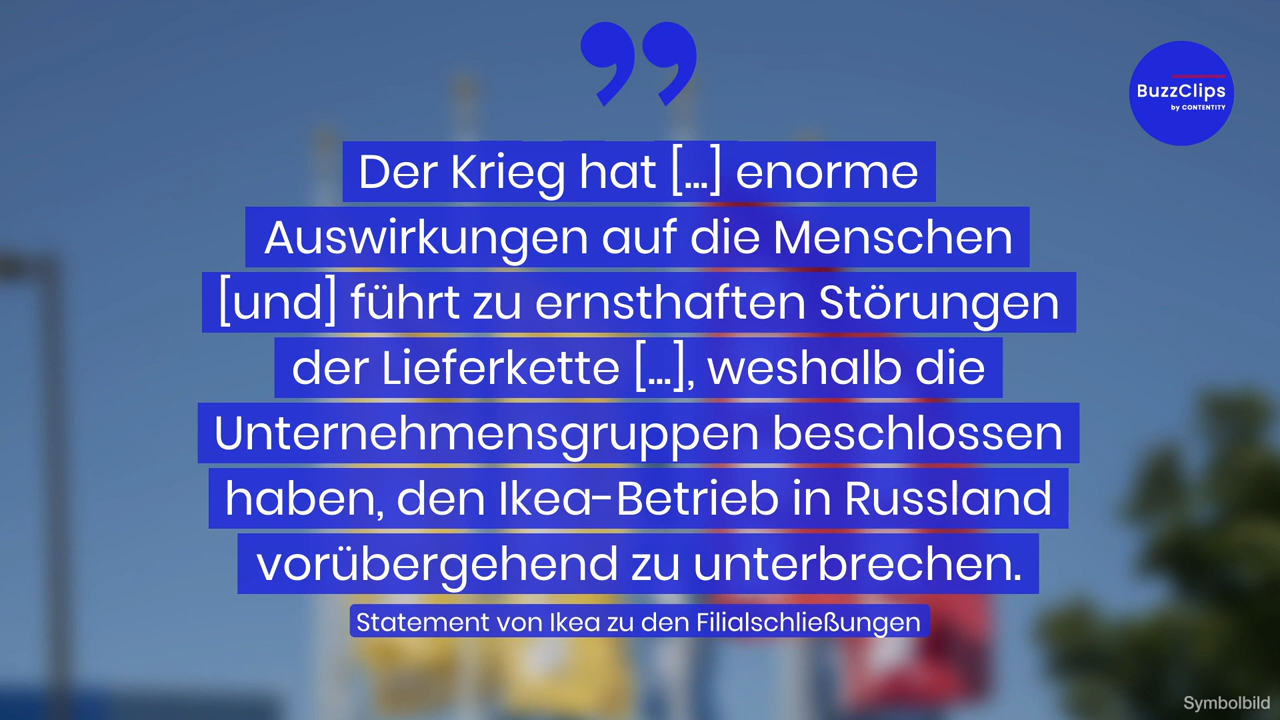 ”
BuzzClips
by CONTENTITY
Der Krieg hat [...] enorme
Auswirkungen auf die Menschen
[und] führt zu ernsthaften Störungen
der Lieferkette [...], weshalb die
Unternehmensgruppen beschlossen
haben, den Ikea-Betrieb in Russland
vorübergehend zu unterbrechen.
Statement von Ikea zu den Filialschließungen
Symbolbild